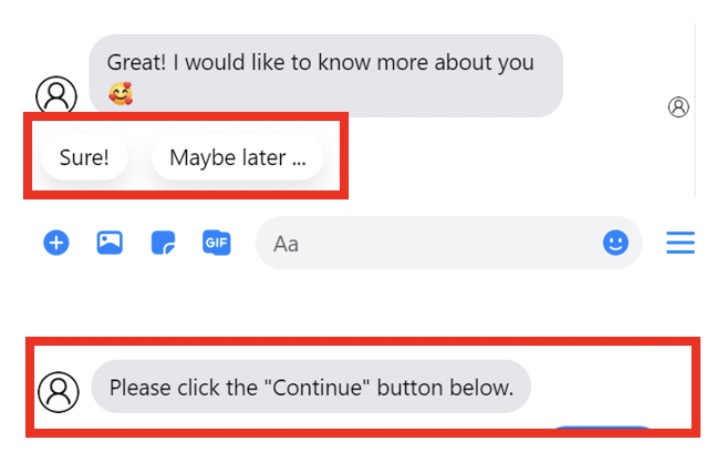 Great! I would like to know more about you
🥰
Sure!
Maybe later ...
GIF
Aa
Please click the "Continue" button below.